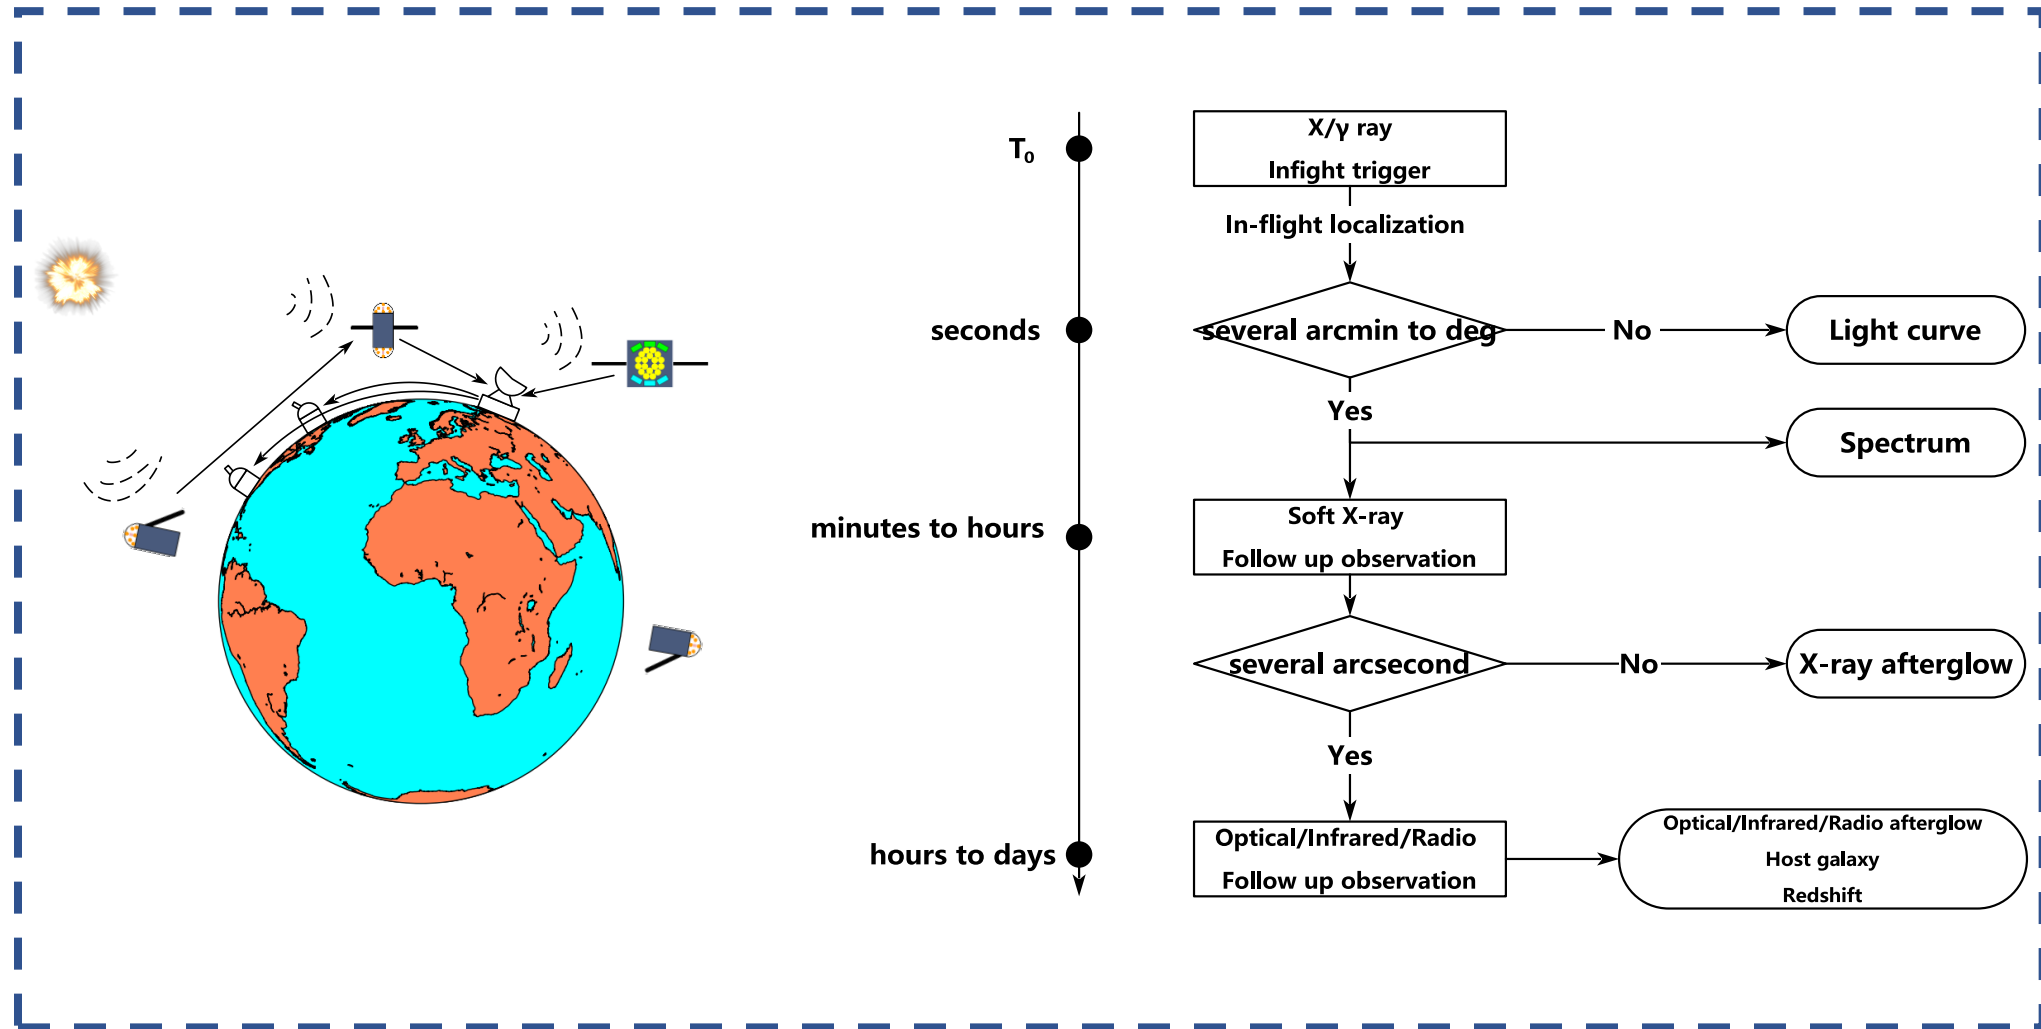 T₀
seconds
minutes to hours
hours to days
X/γ ray
Infight trigger
In-flight localization
several arcmin to deg
No
Light curve
Yes
Spectrum
Soft X-ray
Follow up observation
several arcsecond
No
X-ray afterglow
Yes
Optical/Infrared/Radio
Follow up observation
Optical/Infrared/Radio afterglow
Host galaxy
Redshift